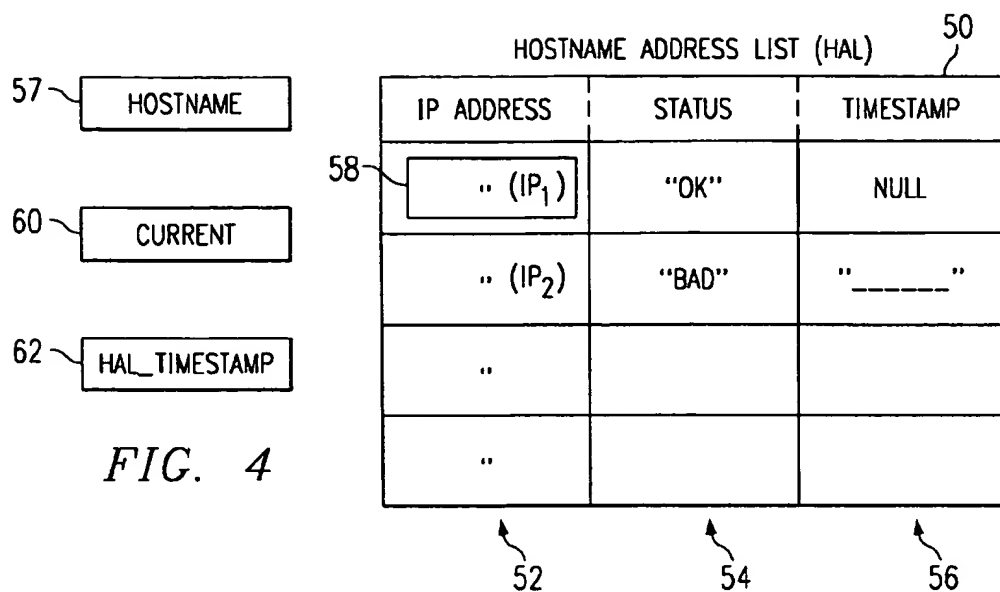 HOSTNAME ADDRESS LIST (HAL)
50
57
HOSTNAME
IP ADDRESS
STATUS
TIMESTAMP
58
" (IP1)
"OK"
NULL
60
CURRENT
" (IP2)
"BAD"
"______"
62
HAL_TIMESTAMP
"
"
FIG. 4
52
54
56